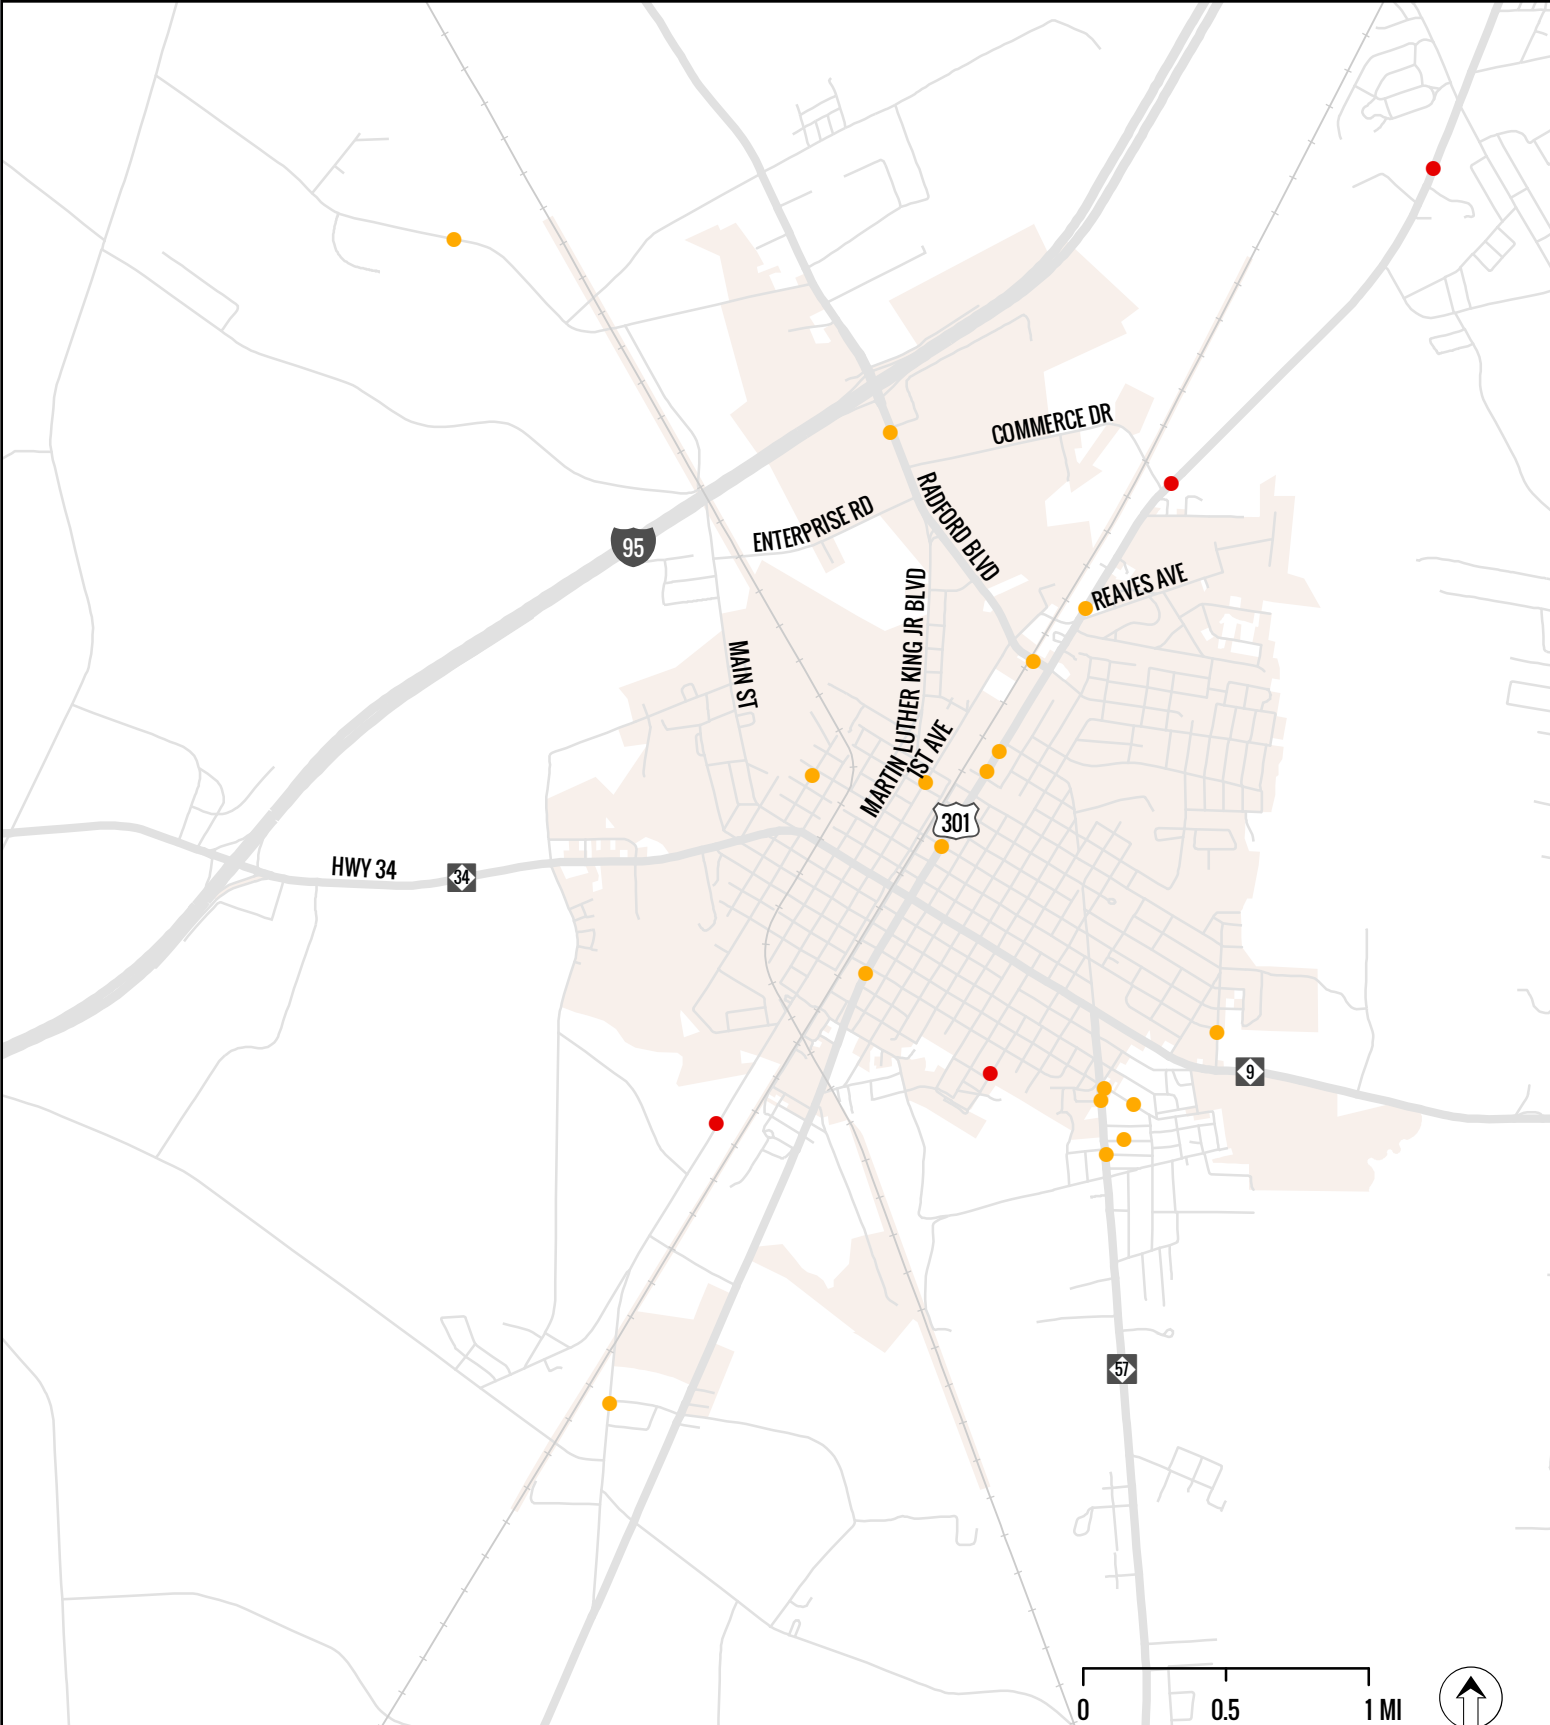 COMMERCE DR
RADFORD BLVD
ENTERPRISE RD
95
REAVES AVE
MARTIN LUTHER KING JR BLVD
MAIN ST
1ST AVE
301
HWY 34
34
9
57
0 0.5 1 MI